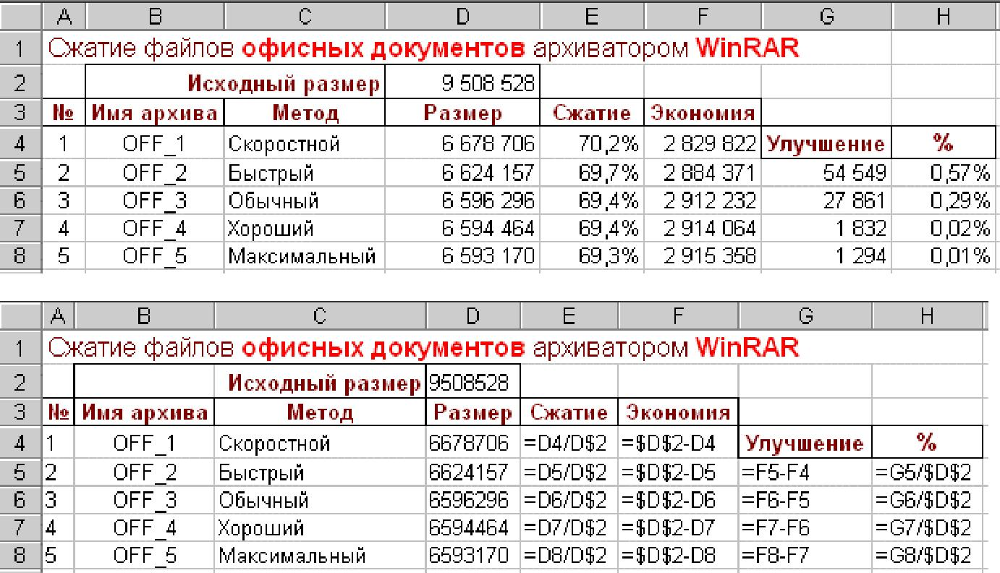 A B C D E F G H
1 Сжатие файлов офисных документов архиватором WinRAR
2 Исходный размер 9 508 528
3 № Имя архива Метод Размер Сжатие Экономия
4 1 OFF_1 Скоростной 6 678 706 70,2% 2 829 822 Улучшение %
5 2 OFF_2 Быстрый 6 624 157 69,7% 2 884 371 54 549 0,57%
6 3 OFF_3 Обычный 6 596 296 69,4% 2 912 232 27 861 0,29%
7 4 OFF_4 Хороший 6 594 464 69,4% 2 914 064 1 832 0,02%
8 5 OFF_5 Максимальный 6 593 170 69,3% 2 915 358 1 294 0,01%
A B C D E F G H
1 Сжатие файлов офисных документов архиватором WinRAR
2 Исходный размер 9508528
3 № Имя архива Метод Размер Сжатие Экономия
4 1 OFF_1 Скоростной 6678706 =D4/D$2 =$D$2-D4 Улучшение %
5 2 OFF_2 Быстрый 6624157 =D5/D$2 =$D$2-D5 =F5-F4 =G5/$D$2
6 3 OFF_3 Обычный 6596296 =D6/D$2 =$D$2-D6 =F6-F5 =G6/$D$2
7 4 OFF_4 Хороший 6594464 =D7/D$2 =$D$2-D7 =F7-F6 =G7/$D$2
8 5 OFF_5 Максимальный 6593170 =D8/D$2 =$D$2-D8 =F8-F7 =G8/$D$2